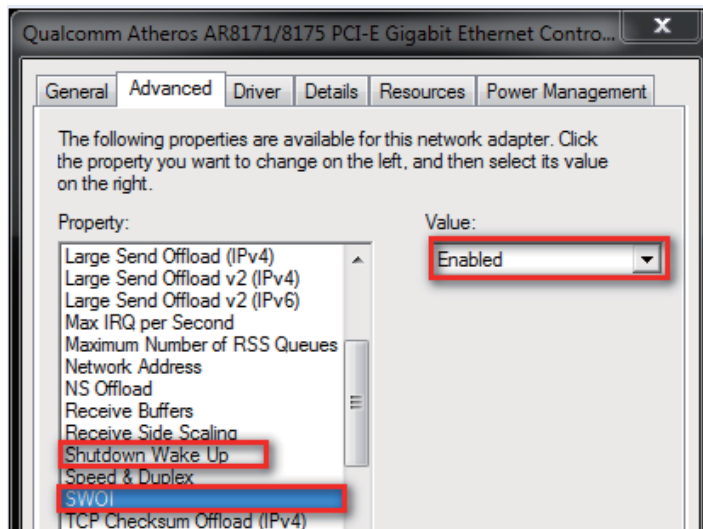 Qualcomm Atheros AR8171/8175 PCI-E Gigabit Ethernet Contro...
General Advanced Driver Details Resources Power Management
The following properties are available for this network adapter. Click
the property you want to change on the left, and then select its value
on the right.
Property:
Value:
Large Send Offload (IPv4)
Large Send Offload v2 (IPv4)
Large Send Offload v2 (IPv6)
Max IRQ per Second
Maximum Number of RSS Queues
Network Address
NS Offload
Receive Buffers
Receive Side Scaling
Shutdown Wake Up
Speed & Duplex
SWOI
TCP Checksum Offload (IPv4)
Enabled